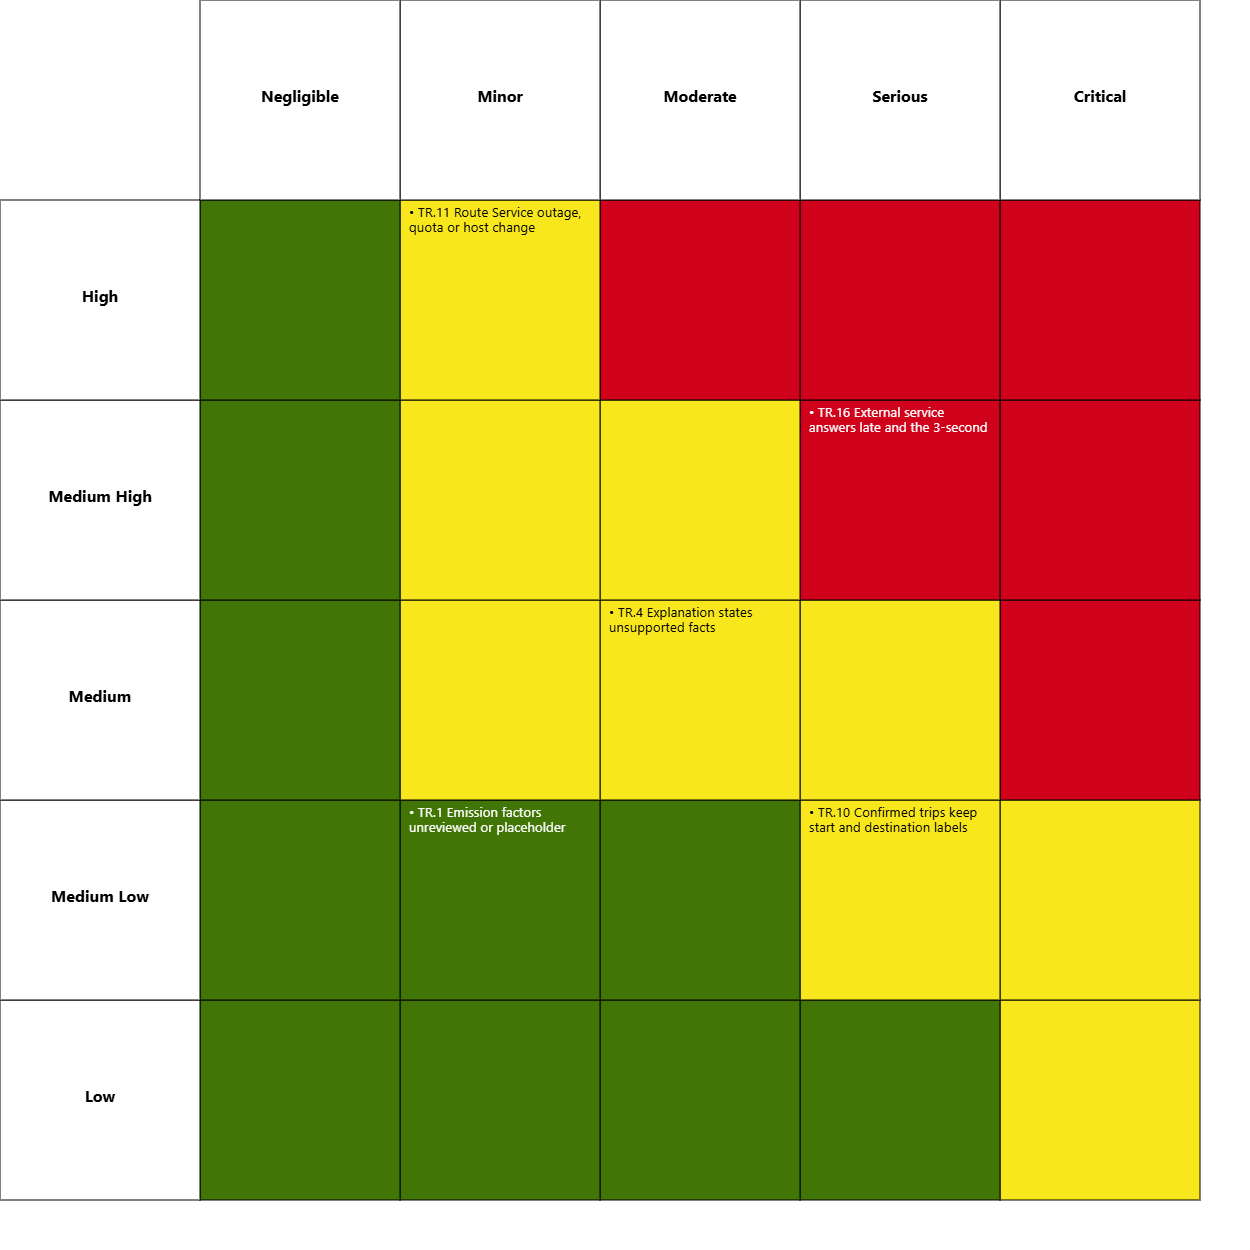 Negligible
Minor
Moderate
Serious
Critical
High
• TR.11 Route Service outage,
quota or host change
Medium High
• TR.16 External service
answers late and the 3-second
Medium
• TR.4 Explanation states
unsupported facts
Medium Low
• TR.1 Emission factors
unreviewed or placeholder
• TR.10 Confirmed trips keep
start and destination labels
Low